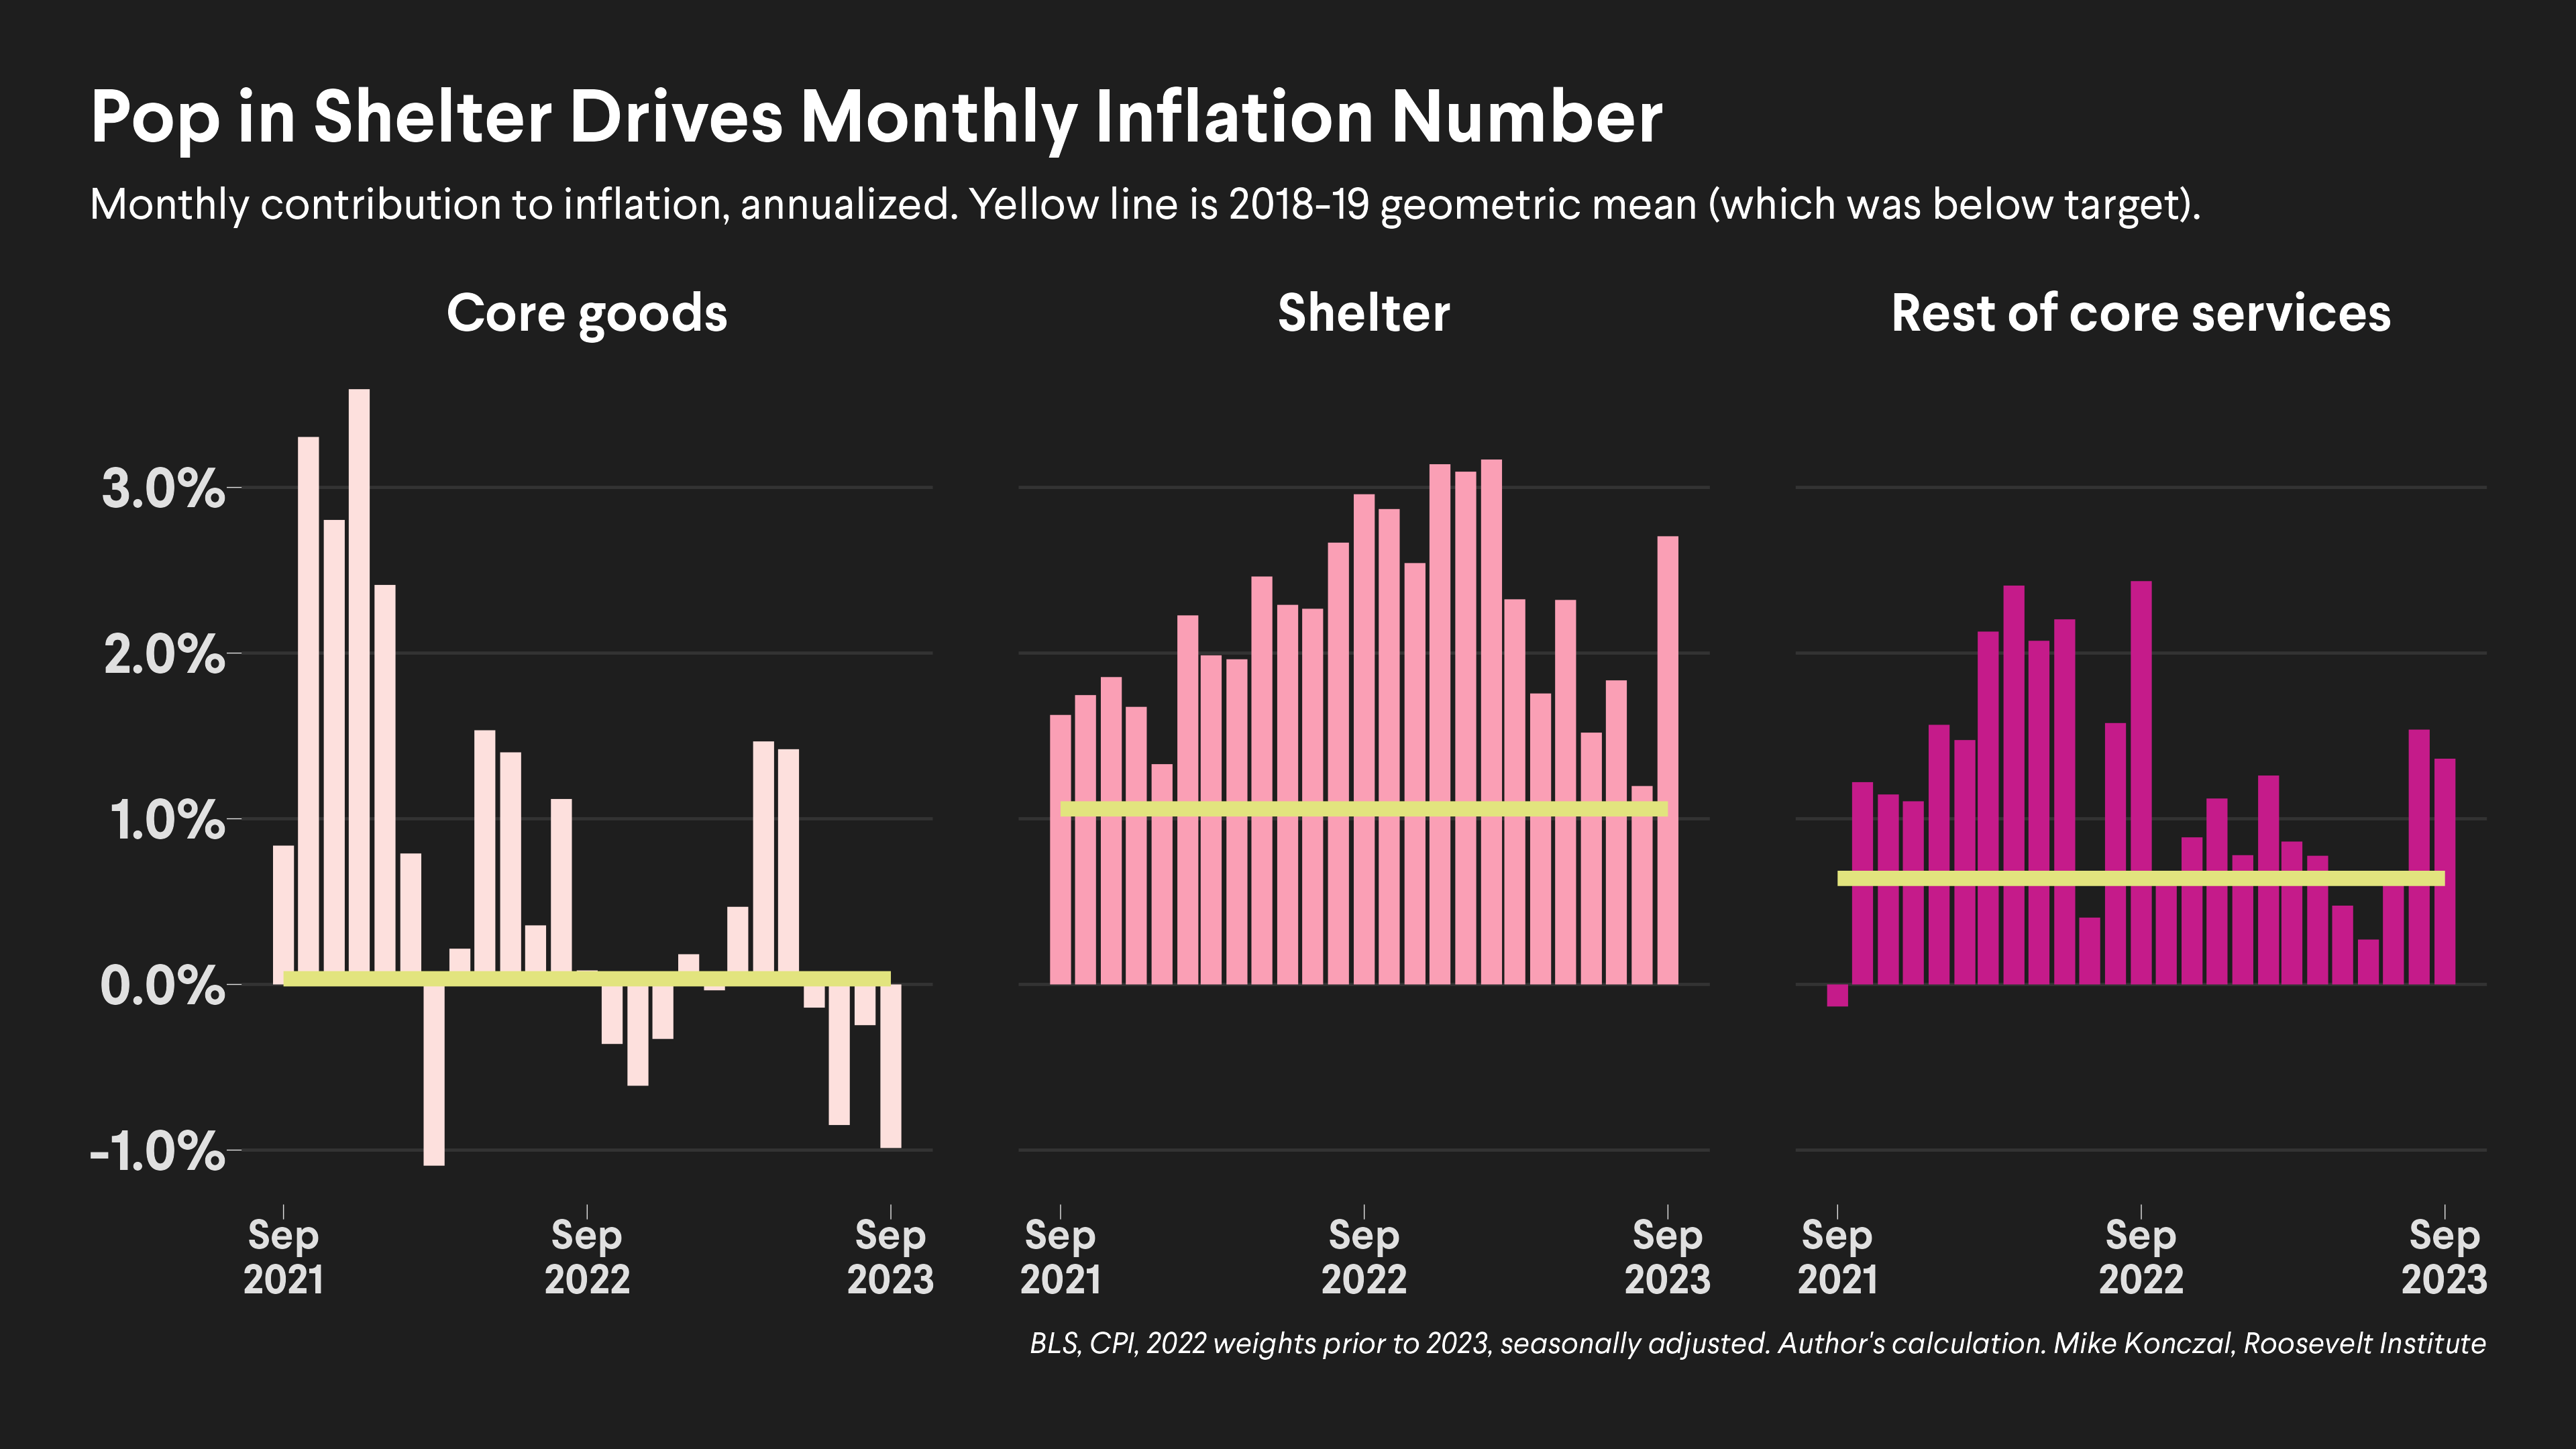 Pop in Shelter Drives Monthly Inflation Number
Monthly contribution to inflation, annualized. Yellow line is 2018-19 geometric mean (which was below target).
Core goods
Shelter
Rest of core services
3.0%
2.0%
1.0%
0.0%
-1.0%
Sep
2021
Sep
2022
Sep
2023
Sep
2021
Sep
2022
Sep
2023
Sep
2021
Sep
2022
Sep
2023
BLS, CPI, 2022 weights prior to 2023, seasonally adjusted. Author's calculation. Mike Konczal, Roosevelt Institute